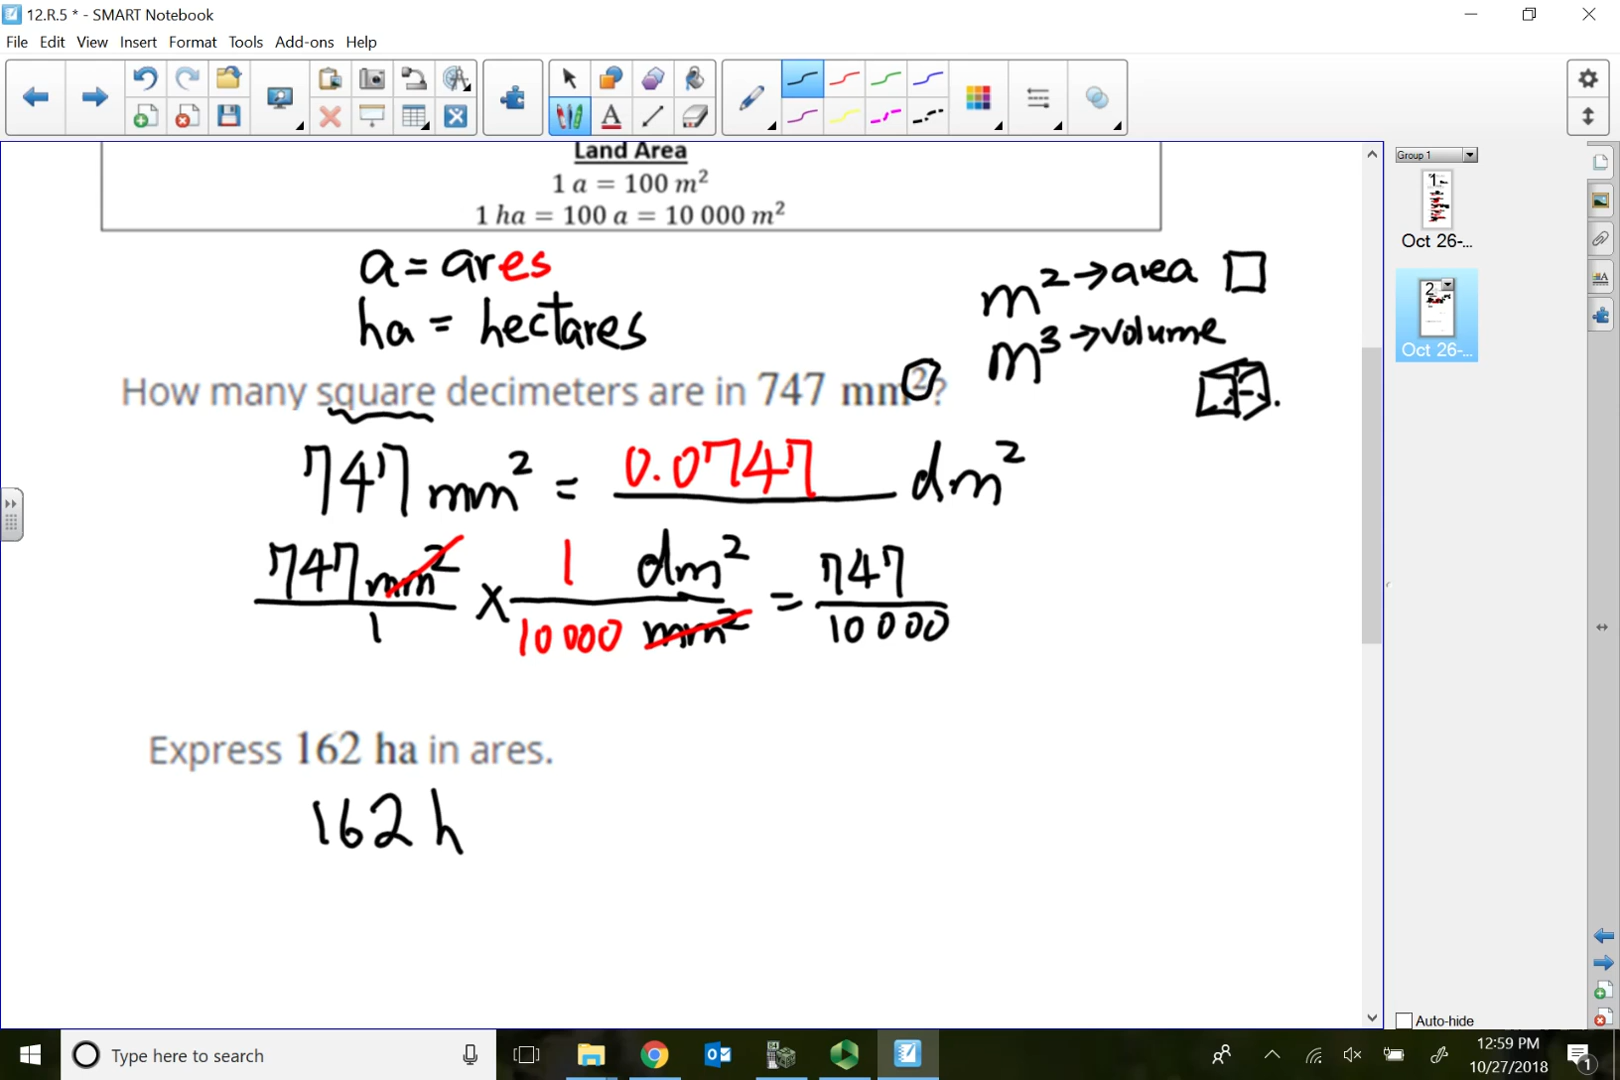 12.R.5 * - SMART Notebook
File Edit View Insert Format Tools Add-ons Help
Group 1
Land Area
1 a = 100 m²
1 ha = 100 a = 10 000 m²
a = ares
ha = hectares
m² → area
m³ → volume
How many square decimeters are in 747 mm²?
747 mm² = 0.0747 dm²
747 mm² / 1 × 1 dm² / 10 000 mm² = 747 / 10 000
Express 162 ha in ares.
162 h
1
Oct 26-...
2
Oct 26-...
Auto-hide
Type here to search
12:59 PM
10/27/2018
1